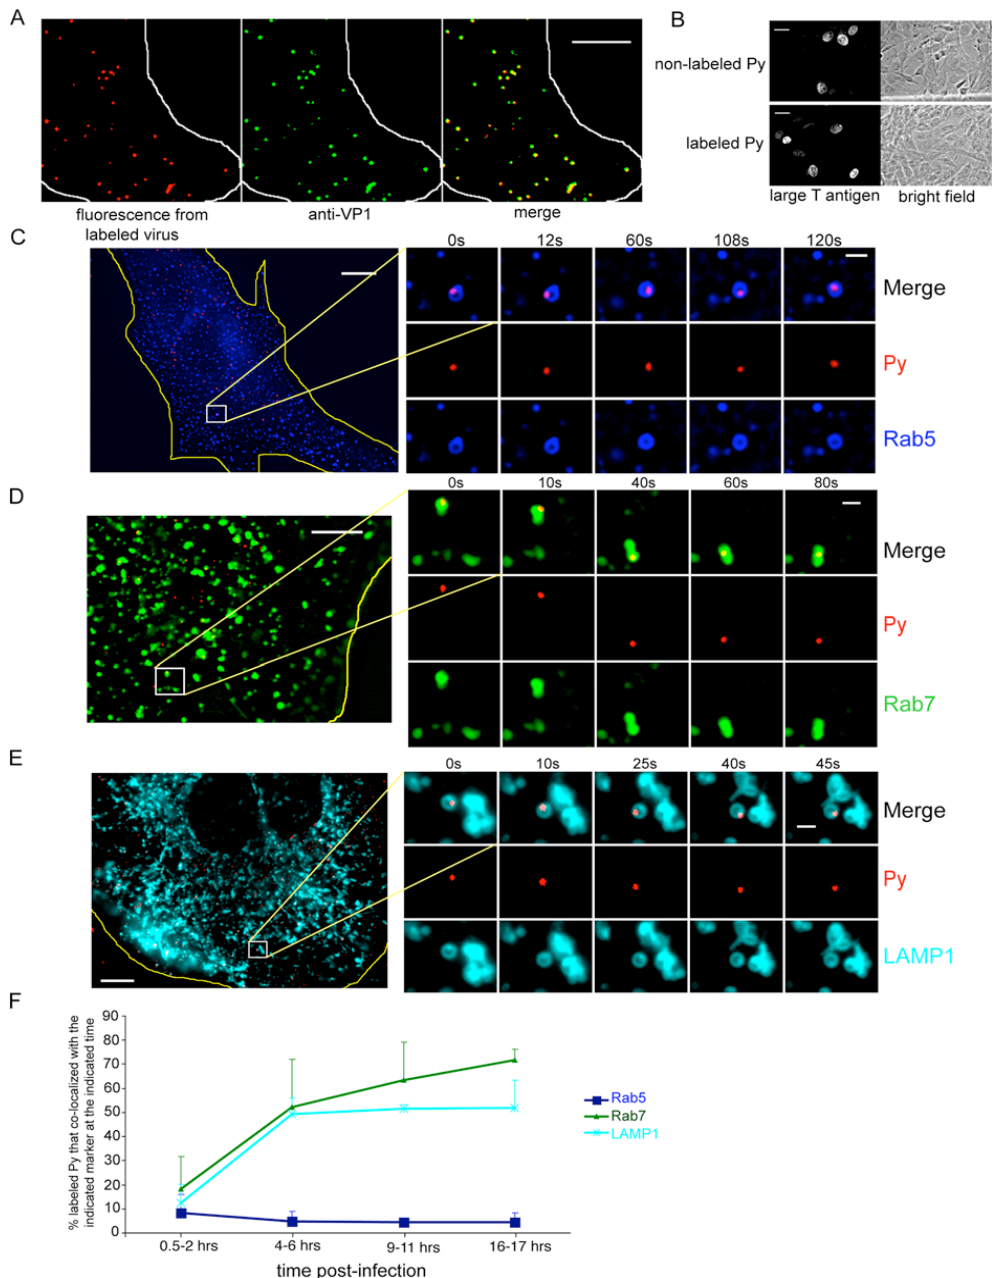 A
fluorescence from
labeled virus
anti-VP1
merge
B
non-labeled Py
labeled Py
large T antigen
bright field
C
0s 12s 60s 108s 120s
Merge
Py
Rab5
D
0s 10s 40s 60s 80s
Merge
Py
Rab7
E
0s 10s 25s 40s 45s
Merge
Py
LAMP1
F
% labeled Py that co-localized with the
indicated marker at the indicated time
90
80
70
60
50
40
30
20
10
0
0.5-2 hrs 4-6 hrs 9-11 hrs 16-17 hrs
time post-infection
Rab5
Rab7
LAMP1